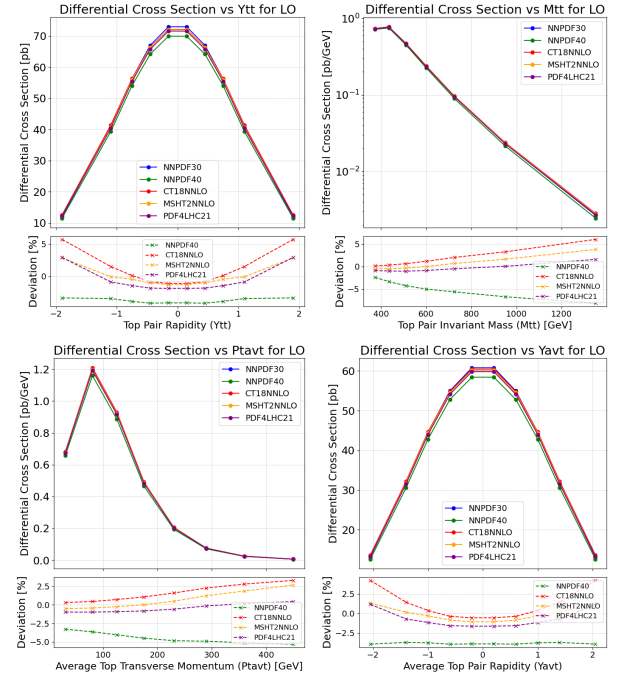 Differential Cross Section vs Ytt for LO
Differential Cross Section [pb]
70
60
50
40
30
20
10
NNPDF30
NNPDF40
CT18NNLO
MSHT2NNLO
PDF4LHC21
Deviation [%]
5
0
NNPDF40
CT18NNLO
MSHT2NNLO
PDF4LHC21
−2 −1 0 1 2
Top Pair Rapidity (Ytt)
Differential Cross Section vs Mtt for LO
Differential Cross Section [pb/GeV]
10⁰
10⁻¹
10⁻²
NNPDF30
NNPDF40
CT18NNLO
MSHT2NNLO
PDF4LHC21
Deviation [%]
5
0
−5
NNPDF40
CT18NNLO
MSHT2NNLO
PDF4LHC21
400 600 800 1000 1200
Top Pair Invariant Mass (Mtt) [GeV]
Differential Cross Section vs Ptavt for LO
Differential Cross Section [pb/GeV]
1.2
1.0
0.8
0.6
0.4
0.2
0.0
NNPDF30
NNPDF40
CT18NNLO
MSHT2NNLO
PDF4LHC21
Deviation [%]
2.5
0.0
−2.5
−5.0
NNPDF40
CT18NNLO
MSHT2NNLO
PDF4LHC21
100 200 300 400
Average Top Transverse Momentum (Ptavt) [GeV]
Differential Cross Section vs Yavt for LO
Differential Cross Section [pb]
60
50
40
30
20
NNPDF30
NNPDF40
CT18NNLO
MSHT2NNLO
PDF4LHC21
Deviation [%]
2.5
0.0
−2.5
NNPDF40
CT18NNLO
MSHT2NNLO
PDF4LHC21
−2 −1 0 1 2
Average Top Pair Rapidity (Yavt)